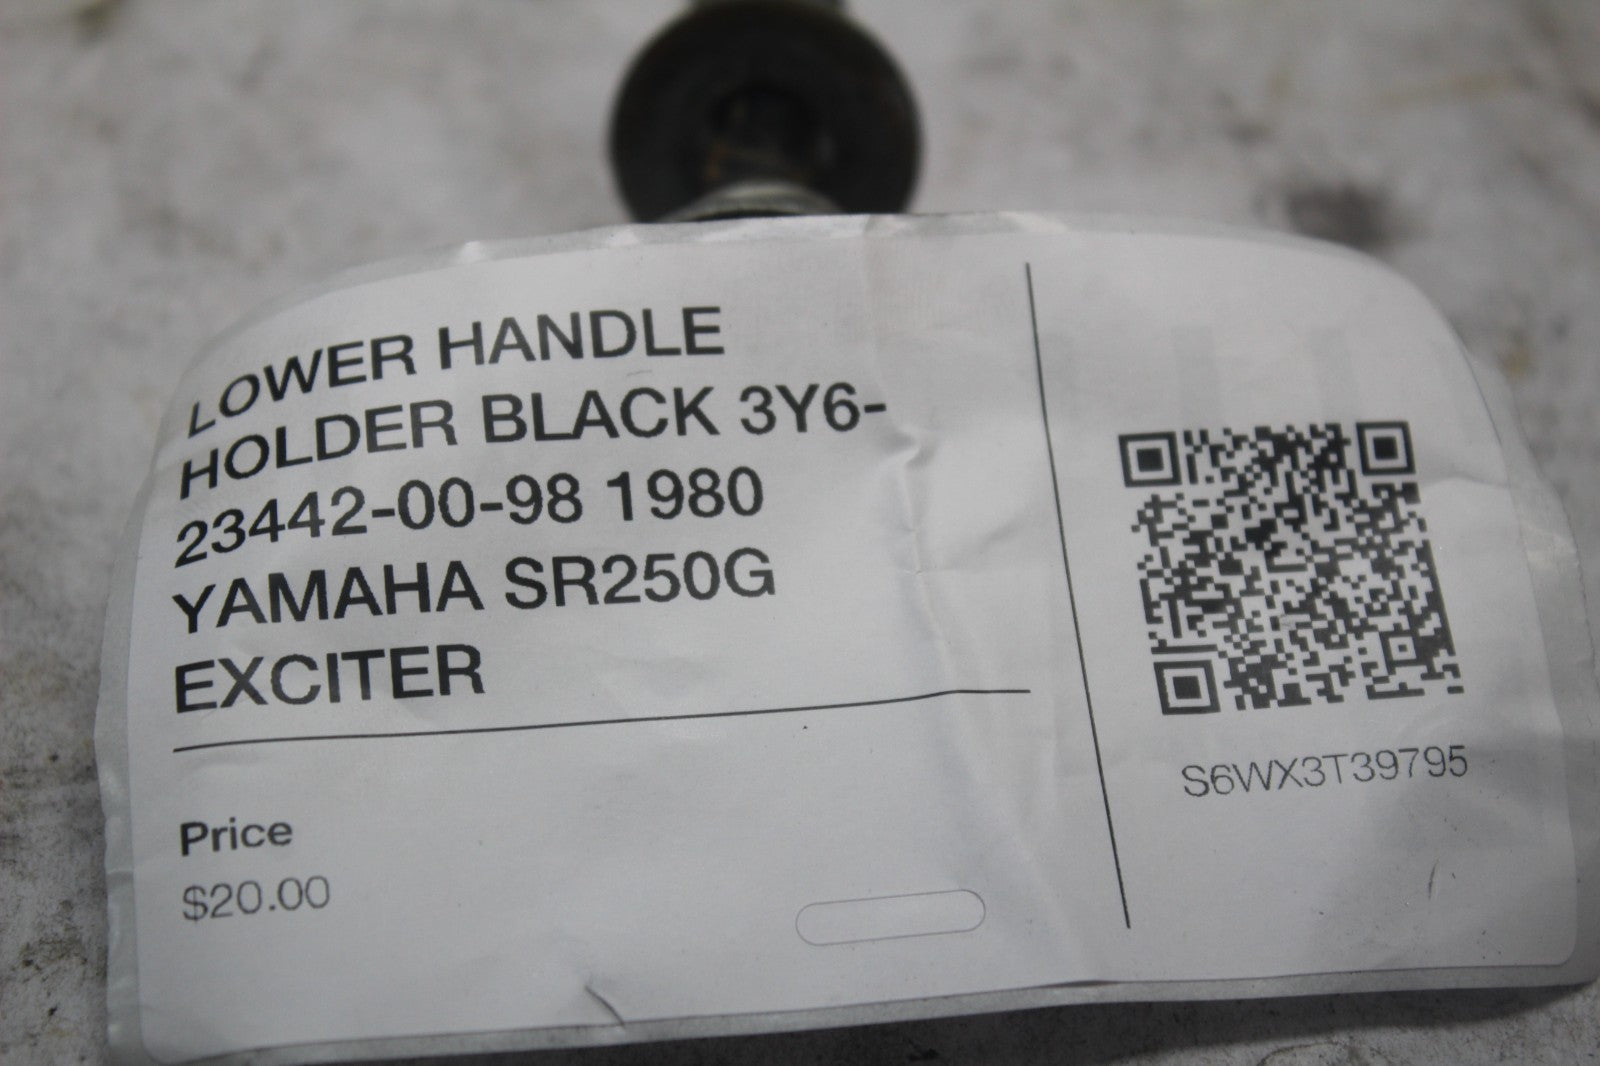 LOWER HANDLE
HOLDER BLACK 3Y6-
23442-00-98 1980
YAMAHA SR250G
EXCITER
Price
$20.00
S6WX3T39795